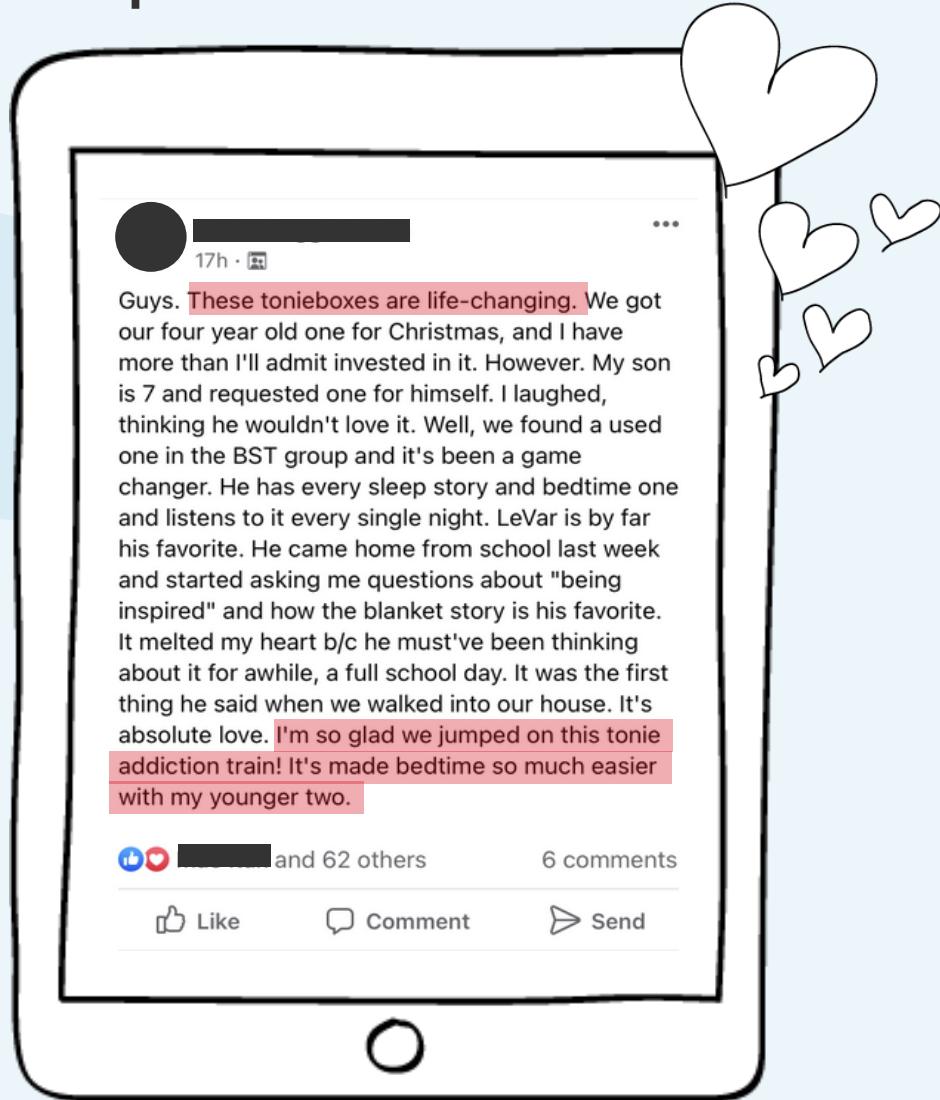 17h ·
Guys. These tonieboxes are life-changing. We got
our four year old one for Christmas, and I have
more than I'll admit invested in it. However. My son
is 7 and requested one for himself. I laughed,
thinking he wouldn't love it. Well, we found a used
one in the BST group and it's been a game
changer. He has every sleep story and bedtime one
and listens to it every single night. LeVar is by far
his favorite. He came home from school last week
and started asking me questions about "being
inspired" and how the blanket story is his favorite.
It melted my heart b/c he must've been thinking
about it for awhile, a full school day. It was the first
thing he said when we walked into our house. It's
absolute love. I'm so glad we jumped on this tonie
addiction train! It's made bedtime so much easier
with my younger two.
and 62 others 6 comments
Like Comment Send